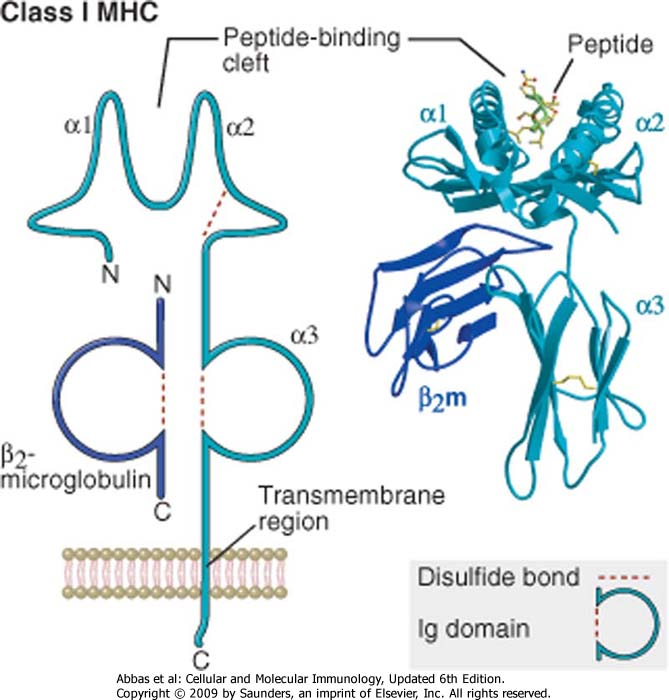 Class I MHC
Peptide-binding
cleft
Peptide
α1
α2
α1
α2
N
N
α3
α3
β2m
β2-
microglobulin
C
Transmembrane
region
C
Disulfide bond
Ig domain
Abbas et al: Cellular and Molecular Immunology, Updated 6th Edition.
Copyright © 2009 by Saunders, an imprint of Elsevier, Inc. All rights reserved.